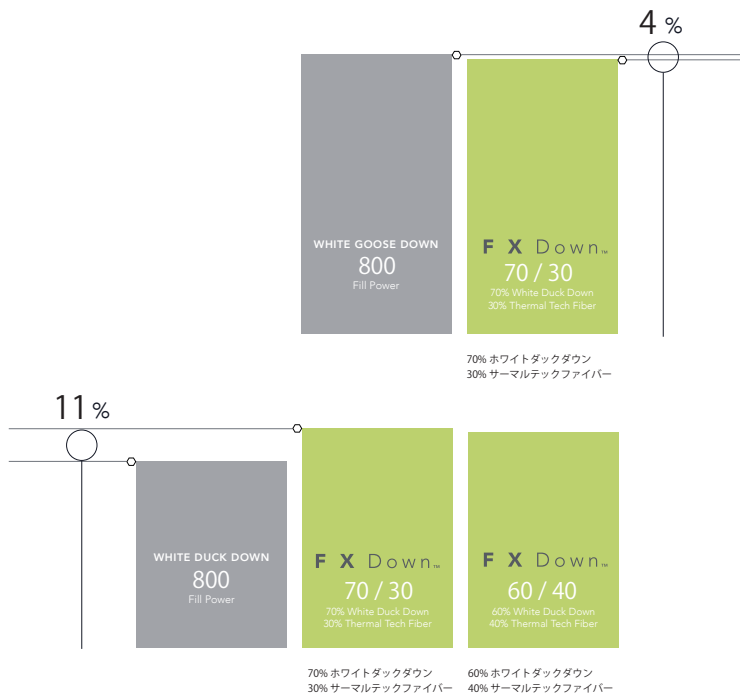 4 %
WHITE GOOSE DOWN
800
Fill Power
F X Down™
70 / 30
70% White Duck Down
30% Thermal Tech Fiber
70% ホワイトダックダウン
30% サーマルテックファイバー
11 %
WHITE DUCK DOWN
800
Fill Power
F X Down™
70 / 30
70% White Duck Down
30% Thermal Tech Fiber
70% ホワイトダックダウン
30% サーマルテックファイバー
F X Down™
60 / 40
60% White Duck Down
40% Thermal Tech Fiber
60% ホワイトダックダウン
40% サーマルテックファイバー